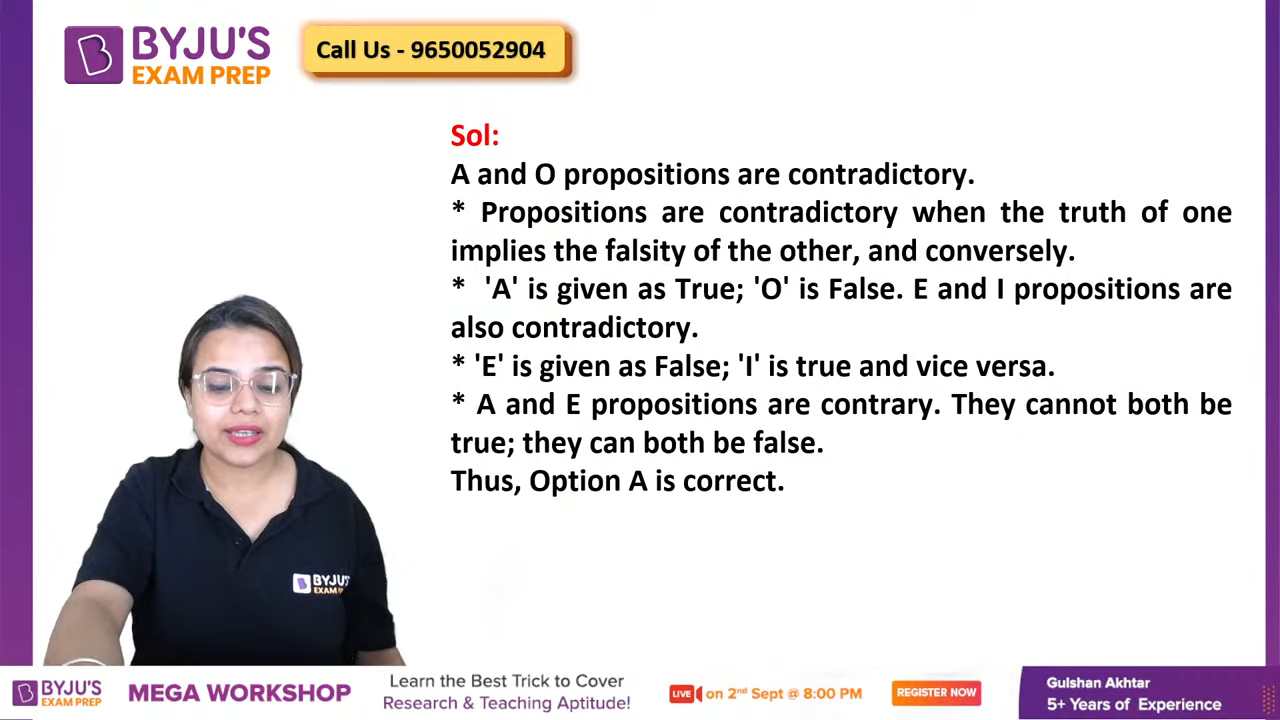 BYJU'S
EXAM PREP
Call Us - 9650052904
Sol:
A and O propositions are contradictory.
* Propositions are contradictory when the truth of one
implies the falsity of the other, and conversely.
* 'A' is given as True; 'O' is False. E and I propositions are
also contradictory.
* 'E' is given as False; 'I' is true and vice versa.
* A and E propositions are contrary. They cannot both be
true; they can both be false.
Thus, Option A is correct.
BYJU'S
EXAM PREP
BYJU'S
EXAM PREP
MEGA WORKSHOP
Learn the Best Trick to Cover
Research & Teaching Aptitude!
LIVE on 2nd Sept @ 8:00 PM
REGISTER NOW
Gulshan Akhtar
5+ Years of Experience